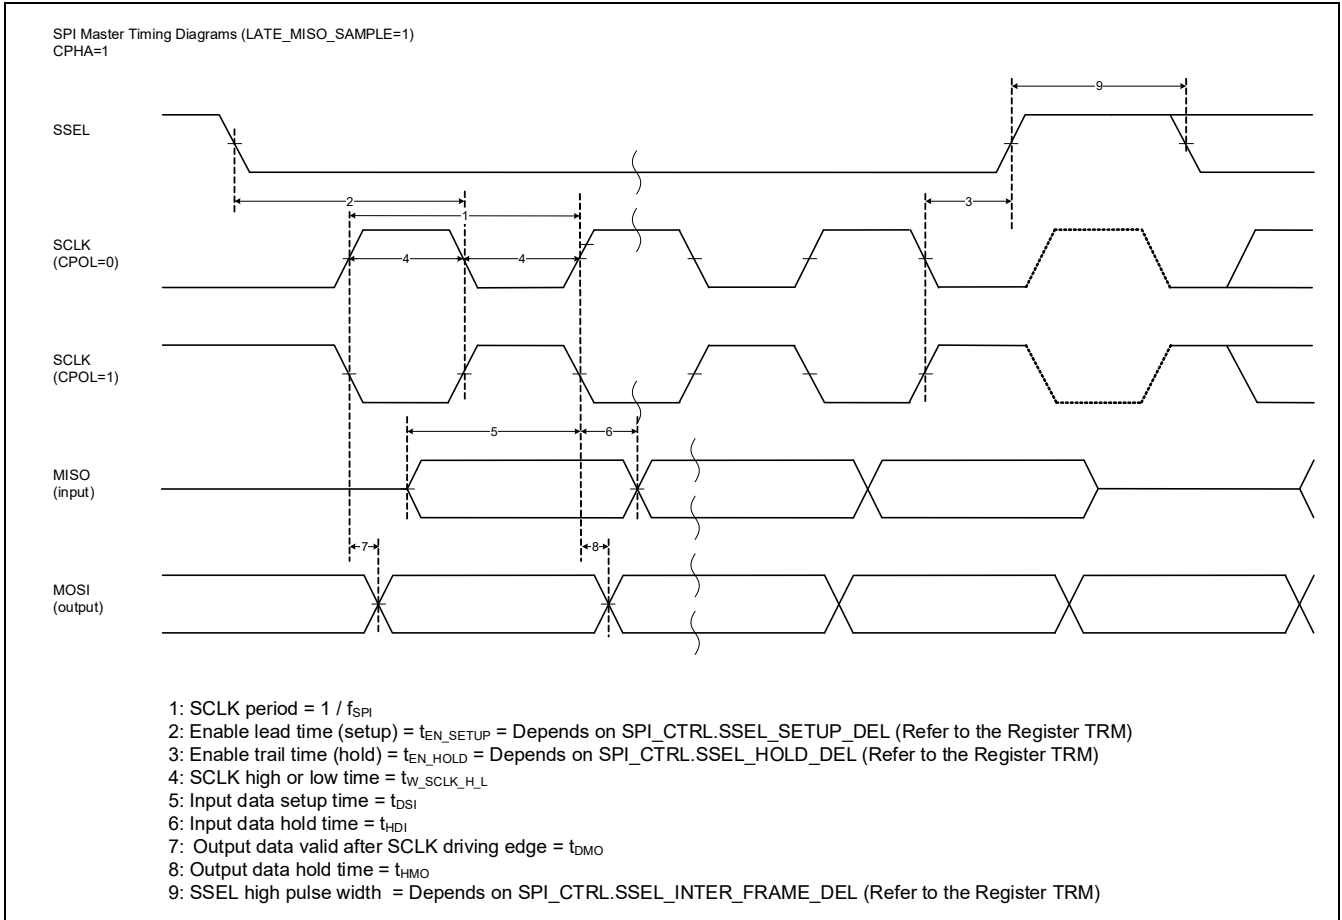 SPI Master Timing Diagrams (LATE_MISO_SAMPLE=1)
CPHA=1
9
SSEL
2
3
1
SCLK
(CPOL=0)
4
4
SCLK
(CPOL=1)
5
6
MISO
(input)
7
8
MOSI
(output)
1: SCLK period = 1 / fSPI
2: Enable lead time (setup) = tEN_SETUP = Depends on SPI_CTRL.SSEL_SETUP_DEL (Refer to the Register TRM)
3: Enable trail time (hold) = tEN_HOLD = Depends on SPI_CTRL.SSEL_HOLD_DEL (Refer to the Register TRM)
4: SCLK high or low time = tW_SCLK_H_L
5: Input data setup time = tDSI
6: Input data hold time = tHDI
7: Output data valid after SCLK driving edge = tDMO
8: Output data hold time = tHMO
9: SSEL high pulse width = Depends on SPI_CTRL.SSEL_INTER_FRAME_DEL (Refer to the Register TRM)